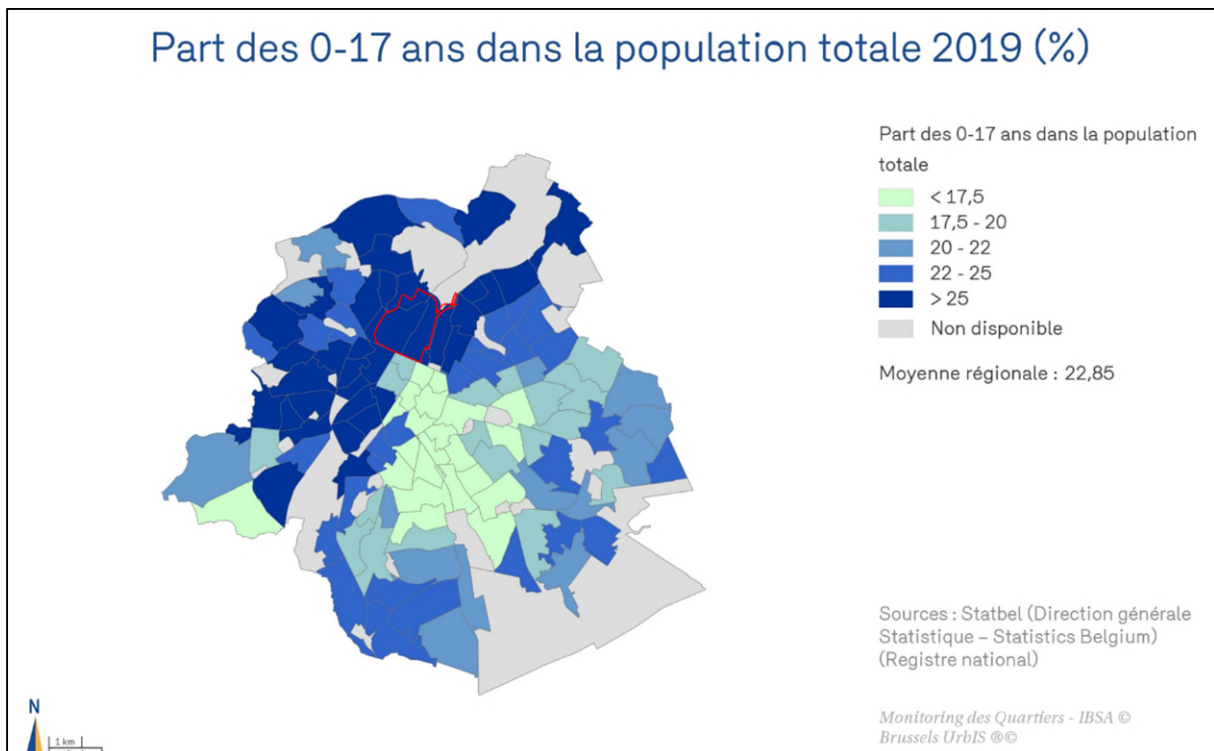 Part des 0-17 ans dans la population totale 2019 (%)
Part des 0-17 ans dans la population
totale
< 17,5
17,5 - 20
20 - 22
22 - 25
> 25
Non disponible
Moyenne régionale : 22,85
Sources : Statbel (Direction générale
Statistique – Statistics Belgium)
(Registre national)
Monitoring des Quartiers - IBSA ©
Brussels UrbIS ®©
N
1 km